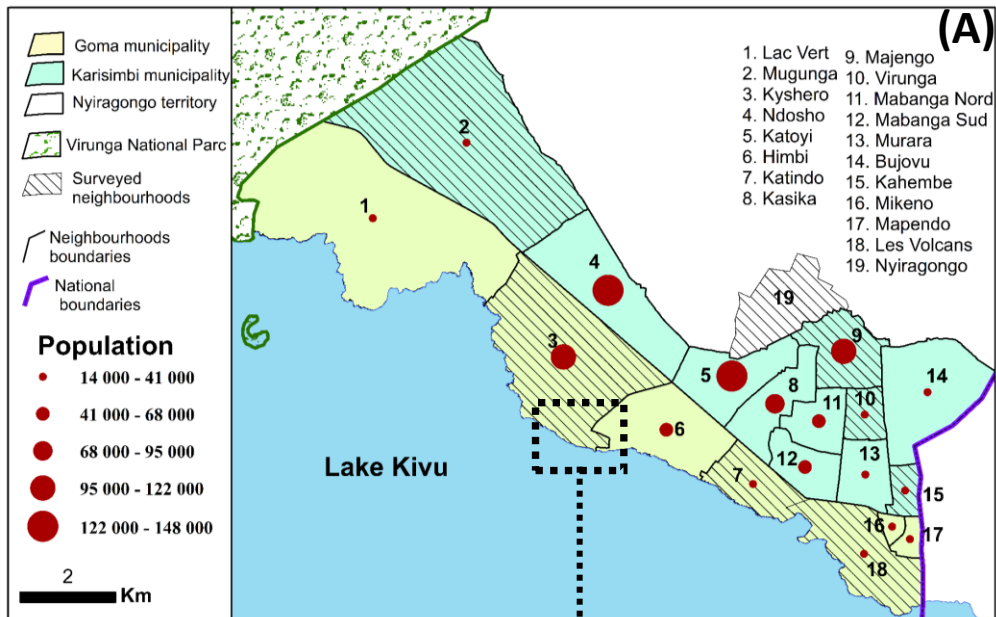 (A)
Goma municipality
Karisimbi municipality
Nyiragongo territory
Virunga National Parc
Surveyed
neighbourhoods
Neighbourhoods
boundaries
National
boundaries
Population
14 000 - 41 000
41 000 - 68 000
68 000 - 95 000
95 000 - 122 000
122 000 - 148 000
2
Km
1. Lac Vert
2. Mugunga
3. Kyshero
4. Ndosho
5. Katoyi
6. Himbi
7. Katindo
8. Kasika
9. Majengo
10. Virunga
11. Mabanga Nord
12. Mabanga Sud
13. Murara
14. Bujovu
15. Kahembe
16. Mikeno
17. Mapendo
18. Les Volcans
19. Nyiragongo
2
1
4
19
3
9
5
8
14
11
10
6
12
13
7
15
16
17
18
Lake Kivu